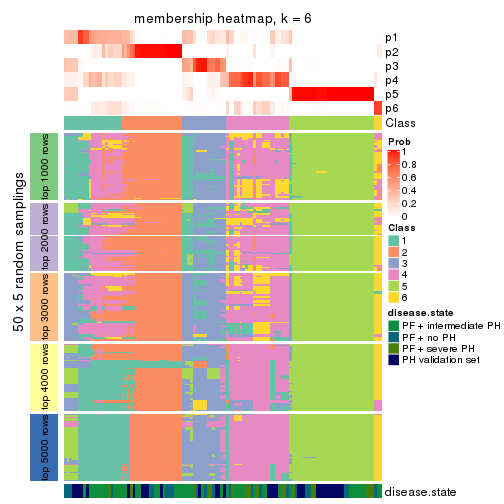 membership heatmap, k = 6
p1
p2
p3
p4
p5
p6
Class
50 x 5 random samplings
top 1000 rows
top 2000 rows
top 3000 rows
top 4000 rows
top 5000 rows
Prob
1
0.8
0.6
0.4
0.2
0
Class
1
2
3
4
5
6
disease.state
PF+ intermediate PH
PF+ no PH
PF+ severe PH
PH validation set
disease.state